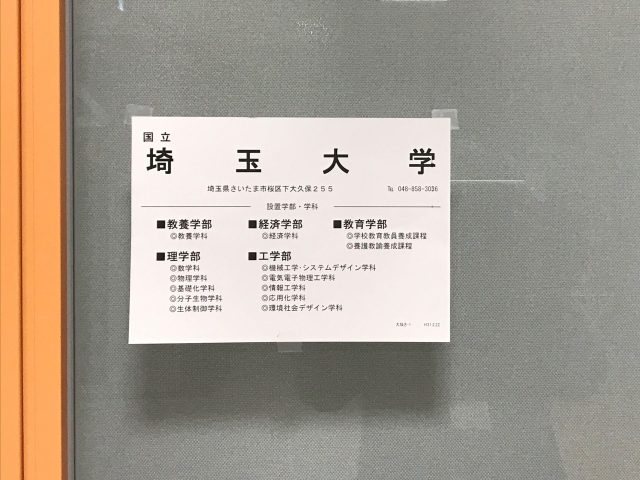 国立
埼玉大学
埼玉県さいたま市桜区下大久保255 ℡ 048-858-3036
設置学部・学科
■教養学部 ■経済学部 ■教育学部
◎教養学科 ◎経済学科 ◎学校教育教員養成課程
◎養護教諭養成課程
■理学部 ■工学部
◎数学科 ◎機械工学・システムデザイン学科
◎物理学科 ◎電気電子物理工学科
◎基礎化学科 ◎情報工学科
◎分子生物学科 ◎応用化学科
◎生体制御学科 ◎環境社会デザイン学科